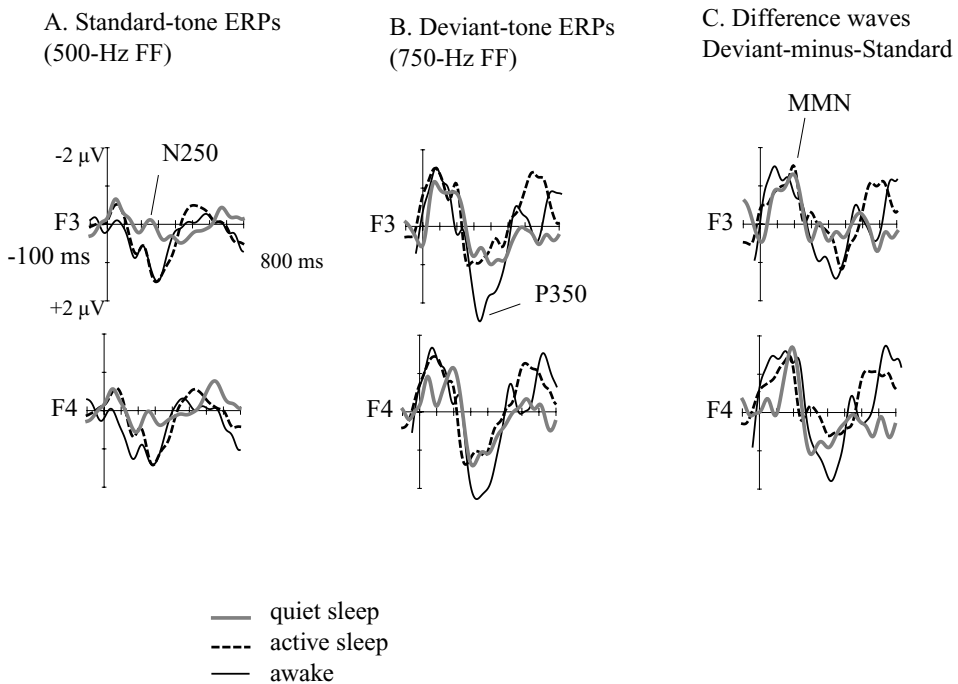 A. Standard-tone ERPs
(500-Hz FF)
B. Deviant-tone ERPs
(750-Hz FF)
C. Difference waves
Deviant-minus-Standard
MMN
-2 µV
N250
F3
-100 ms
800 ms
+2 µV
F3
P350
F3
F4
F4
F4
quiet sleep
active sleep
awake